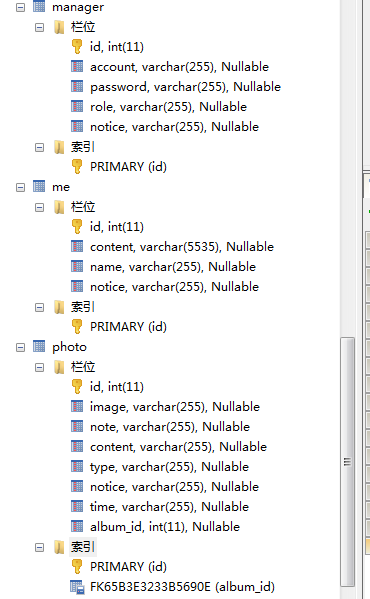 manager
栏位
id, int(11)
account, varchar(255), Nullable
password, varchar(255), Nullable
role, varchar(255), Nullable
notice, varchar(255), Nullable
索引
PRIMARY (id)
me
栏位
id, int(11)
content, varchar(5535), Nullable
name, varchar(255), Nullable
notice, varchar(255), Nullable
索引
PRIMARY (id)
photo
栏位
id, int(11)
image, varchar(255), Nullable
note, varchar(255), Nullable
content, varchar(255), Nullable
type, varchar(255), Nullable
notice, varchar(255), Nullable
time, varchar(255), Nullable
album_id, int(11), Nullable
索引
PRIMARY (id)
FK65B3E3233B5690E (album_id)